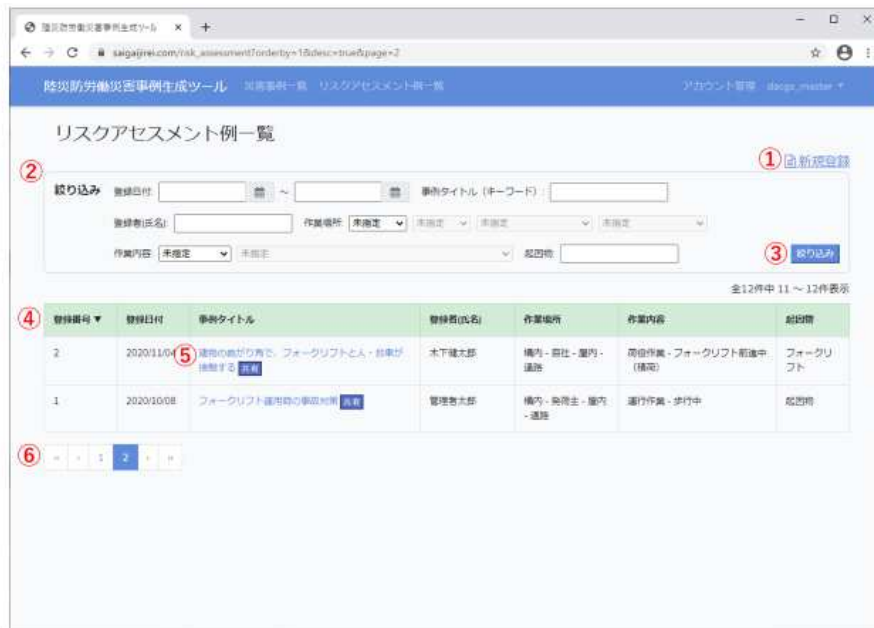 陸災防労働災害事例生成ツール
saigaijirei.com/risk_assessment?orderby=1&desc=true&page=2
陸災防労働災害事例生成ツール 災害事例一覧 リスクアセスメント例一覧 アカウント管理
リスクアセスメント例一覧
① 新規登録
②
絞り込み 登録日付: ~ 事例タイトル（キーワード）:
登録者(氏名): 作業場所: 未指定 未指定 未指定 未指定
作業内容: 未指定 未指定 起因物:
③ 絞り込み
全12件中 11 ～ 12件表示
④ 登録番号▼ 登録日付 事例タイトル 登録者(氏名) 作業場所 作業内容 起因物
2 2020/11/04 ⑤ 建物の曲がり角で、フォークリフトと人・台車が 木下健太郎 構内 - 自社 - 屋内 - 荷役作業 - フォークリフト前進中 フォークリ
接触する 共有 通路 （積荷） フト
1 2020/10/08 フォークリフト運用時の事故対策 共有 管理者太郎 構内 - 発荷主 - 屋内 運行作業 - 歩行中 起因物
- 通路
⑥ « ‹ 1 2 › »